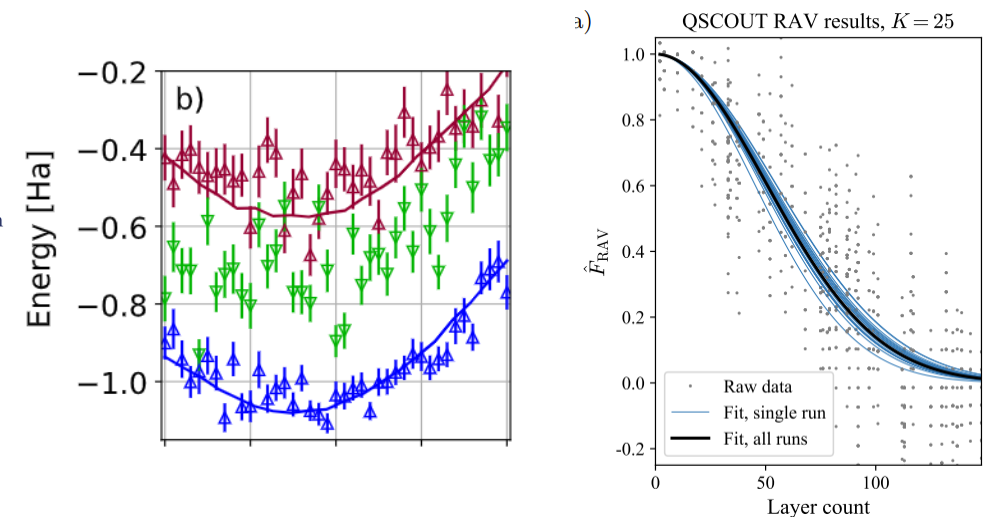 b)
Energy [Ha]
−0.2
−0.4
−0.6
−0.8
−1.0
a)
QSCOUT RAV results, K = 25
F̂RAV
1.0
0.8
0.6
0.4
0.2
0.0
-0.2
Raw data
Fit, single run
Fit, all runs
0 50 100
Layer count